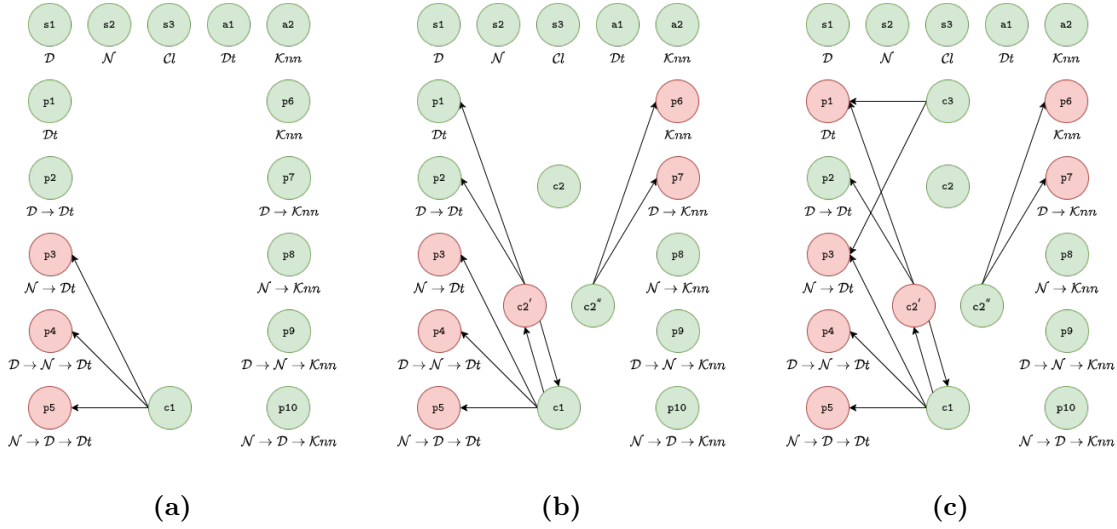 s1 s2 s3 a1 a2
D N Cl Dt Knn
p1 p6
Dt Knn
p2 p7
D → Dt D → Knn
p3 p8
N → Dt N → Knn
p4 p9
D → N → Dt D → N → Knn
p5 c1 p10
N → D → Dt N → D → Knn
(a)
s1 s2 s3 a1 a2
D N Cl Dt Knn
p1 p6
Dt Knn
p2 c2 p7
D → Dt D → Knn
p3 p8
N → Dt N → Knn
c2' c2"
p4 p9
D → N → Dt D → N → Knn
p5 c1 p10
N → D → Dt N → D → Knn
(b)
s1 s2 s3 a1 a2
D N Cl Dt Knn
p1 c3 p6
Dt Knn
p2 c2 p7
D → Dt D → Knn
p3 p8
N → Dt N → Knn
c2' c2"
p4 p9
D → N → Dt D → N → Knn
p5 c1 p10
N → D → Dt N → D → Knn
(c)